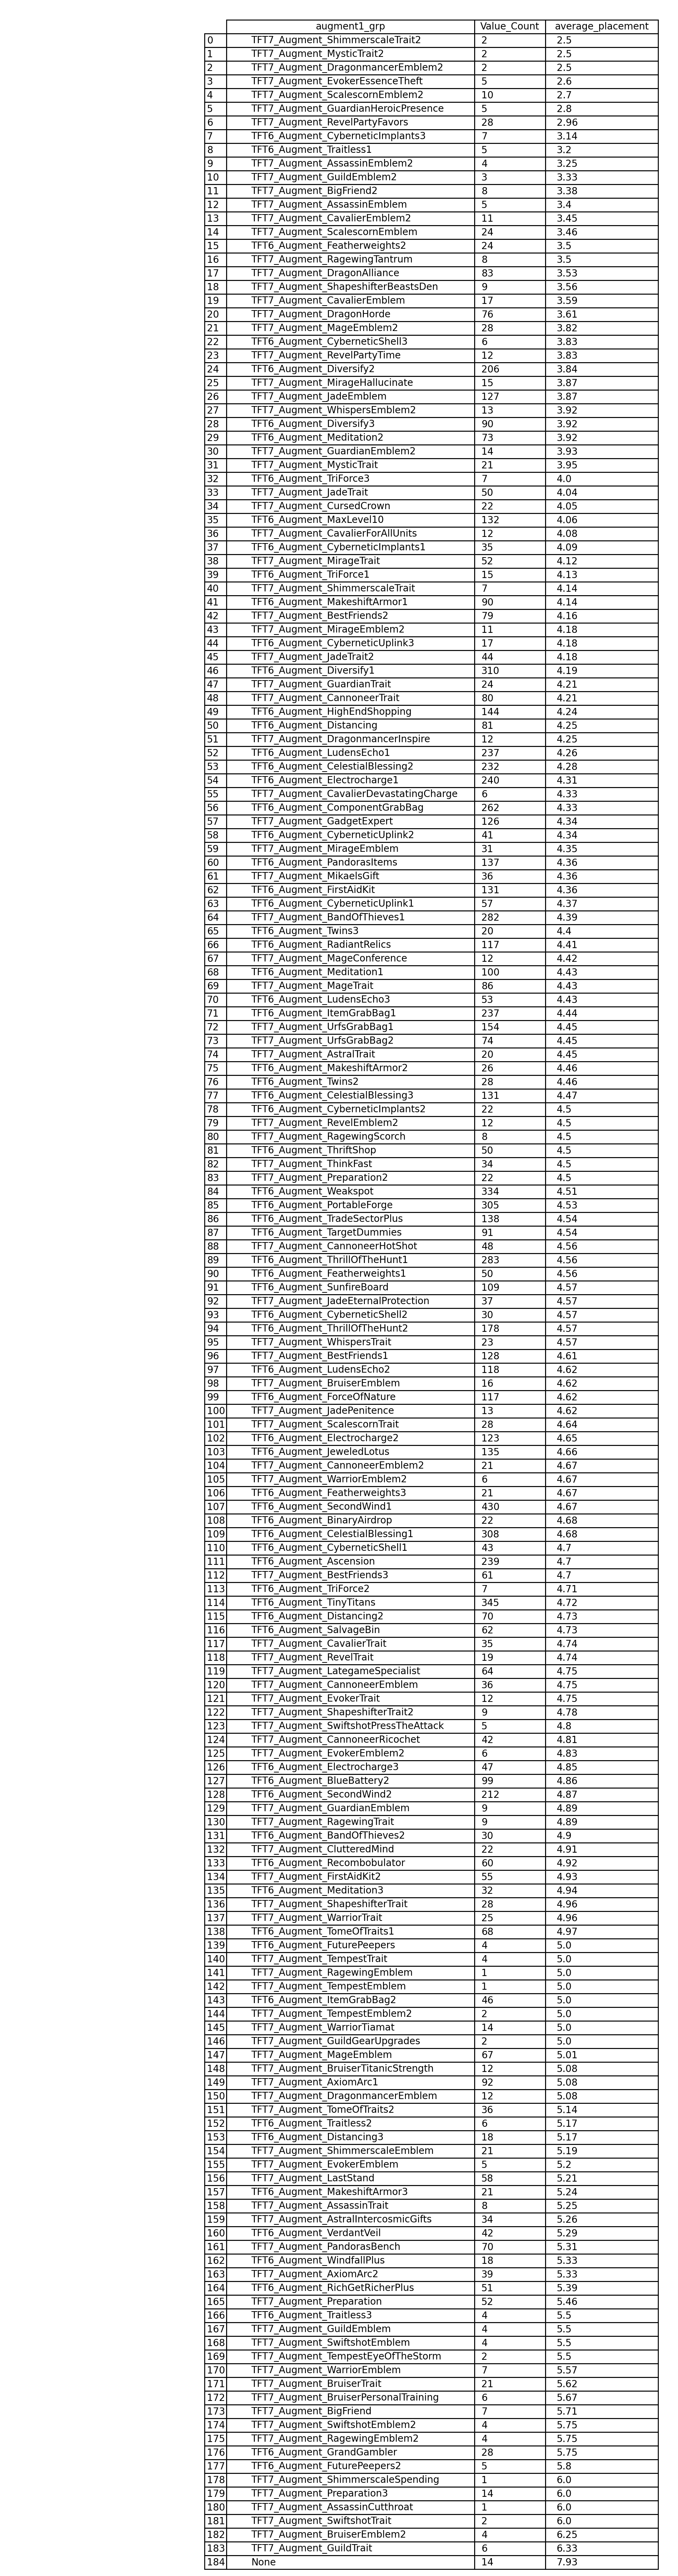 augment1_grp Value_Count average_placement
0 TFT7_Augment_ShimmerscaleTrait2 2 2.5
1 TFT7_Augment_MysticTrait2 2 2.5
2 TFT7_Augment_DragonmancerEmblem2 2 2.5
3 TFT7_Augment_EvokerEssenceTheft 5 2.6
4 TFT7_Augment_ScalescornEmblem2 10 2.7
5 TFT7_Augment_GuardianHeroicPresence 5 2.8
6 TFT7_Augment_RevelPartyFavors 28 2.96
7 TFT6_Augment_CyberneticImplants3 7 3.14
8 TFT6_Augment_Traitless1 5 3.2
9 TFT7_Augment_AssassinEmblem2 4 3.25
10 TFT7_Augment_GuildEmblem2 3 3.33
11 TFT7_Augment_BigFriend2 8 3.38
12 TFT7_Augment_AssassinEmblem 5 3.4
13 TFT7_Augment_CavalierEmblem2 11 3.45
14 TFT7_Augment_ScalescornEmblem 24 3.46
15 TFT6_Augment_Featherweights2 24 3.5
16 TFT7_Augment_RagewingTantrum 8 3.5
17 TFT7_Augment_DragonAlliance 83 3.53
18 TFT7_Augment_ShapeshifterBeastsDen 9 3.56
19 TFT7_Augment_CavalierEmblem 17 3.59
20 TFT7_Augment_DragonHorde 76 3.61
21 TFT7_Augment_MageEmblem2 28 3.82
22 TFT6_Augment_CyberneticShell3 6 3.83
23 TFT7_Augment_RevelPartyTime 12 3.83
24 TFT6_Augment_Diversify2 206 3.84
25 TFT7_Augment_MirageHallucinate 15 3.87
26 TFT7_Augment_JadeEmblem 127 3.87
27 TFT7_Augment_WhispersEmblem2 13 3.92
28 TFT6_Augment_Diversify3 90 3.92
29 TFT6_Augment_Meditation2 73 3.92
30 TFT7_Augment_GuardianEmblem2 14 3.93
31 TFT7_Augment_MysticTrait 21 3.95
32 TFT6_Augment_TriForce3 7 4.0
33 TFT7_Augment_JadeTrait 50 4.04
34 TFT7_Augment_CursedCrown 22 4.05
35 TFT6_Augment_MaxLevel10 132 4.06
36 TFT7_Augment_CavalierForAllUnits 12 4.08
37 TFT6_Augment_CyberneticImplants1 35 4.09
38 TFT7_Augment_MirageTrait 52 4.12
39 TFT6_Augment_TriForce1 15 4.13
40 TFT7_Augment_ShimmerscaleTrait 7 4.14
41 TFT6_Augment_MakeshiftArmor1 90 4.14
42 TFT7_Augment_BestFriends2 79 4.16
43 TFT7_Augment_MirageEmblem2 11 4.18
44 TFT6_Augment_CyberneticUplink3 17 4.18
45 TFT7_Augment_JadeTrait2 44 4.18
46 TFT6_Augment_Diversify1 310 4.19
47 TFT7_Augment_GuardianTrait 24 4.21
48 TFT7_Augment_CannoneerTrait 80 4.21
49 TFT6_Augment_HighEndShopping 144 4.24
50 TFT6_Augment_Distancing 81 4.25
51 TFT7_Augment_DragonmancerInspire 12 4.25
52 TFT6_Augment_LudensEcho1 237 4.26
53 TFT6_Augment_CelestialBlessing2 232 4.28
54 TFT6_Augment_Electrocharge1 240 4.31
55 TFT7_Augment_CavalierDevastatingCharge 6 4.33
56 TFT6_Augment_ComponentGrabBag 262 4.33
57 TFT7_Augment_GadgetExpert 126 4.34
58 TFT6_Augment_CyberneticUplink2 41 4.34
59 TFT7_Augment_MirageEmblem 31 4.35
60 TFT6_Augment_PandorasItems 137 4.36
61 TFT7_Augment_MikaelsGift 36 4.36
62 TFT6_Augment_FirstAidKit 131 4.36
63 TFT6_Augment_CyberneticUplink1 57 4.37
64 TFT7_Augment_BandOfThieves1 282 4.39
65 TFT6_Augment_Twins3 20 4.4
66 TFT6_Augment_RadiantRelics 117 4.41
67 TFT7_Augment_MageConference 12 4.42
68 TFT6_Augment_Meditation1 100 4.43
69 TFT7_Augment_MageTrait 86 4.43
70 TFT6_Augment_LudensEcho3 53 4.43
71 TFT6_Augment_ItemGrabBag1 237 4.44
72 TFT7_Augment_UrfsGrabBag1 154 4.45
73 TFT7_Augment_UrfsGrabBag2 74 4.45
74 TFT7_Augment_AstralTrait 20 4.45
75 TFT6_Augment_MakeshiftArmor2 26 4.46
76 TFT6_Augment_Twins2 28 4.46
77 TFT6_Augment_CelestialBlessing3 131 4.47
78 TFT6_Augment_CyberneticImplants2 22 4.5
79 TFT7_Augment_RevelEmblem2 12 4.5
80 TFT7_Augment_RagewingScorch 8 4.5
81 TFT6_Augment_ThriftShop 50 4.5
82 TFT7_Augment_ThinkFast 34 4.5
83 TFT7_Augment_Preparation2 22 4.5
84 TFT6_Augment_Weakspot 334 4.51
85 TFT6_Augment_PortableForge 305 4.53
86 TFT6_Augment_TradeSectorPlus 138 4.54
87 TFT6_Augment_TargetDummies 91 4.54
88 TFT7_Augment_CannoneerHotShot 48 4.56
89 TFT6_Augment_ThrillOfTheHunt1 283 4.56
90 TFT6_Augment_Featherweights1 50 4.56
91 TFT6_Augment_SunfireBoard 109 4.57
92 TFT7_Augment_JadeEternalProtection 37 4.57
93 TFT6_Augment_CyberneticShell2 30 4.57
94 TFT6_Augment_ThrillOfTheHunt2 178 4.57
95 TFT7_Augment_WhispersTrait 23 4.57
96 TFT7_Augment_BestFriends1 128 4.61
97 TFT6_Augment_LudensEcho2 118 4.62
98 TFT7_Augment_BruiserEmblem 16 4.62
99 TFT6_Augment_ForceOfNature 117 4.62
100 TFT7_Augment_JadePenitence 13 4.62
101 TFT7_Augment_ScalescornTrait 28 4.64
102 TFT6_Augment_Electrocharge2 123 4.65
103 TFT6_Augment_JeweledLotus 135 4.66
104 TFT7_Augment_CannoneerEmblem2 21 4.67
105 TFT7_Augment_WarriorEmblem2 6 4.67
106 TFT6_Augment_Featherweights3 21 4.67
107 TFT6_Augment_SecondWind1 430 4.67
108 TFT6_Augment_BinaryAirdrop 22 4.68
109 TFT6_Augment_CelestialBlessing1 308 4.68
110 TFT6_Augment_CyberneticShell1 43 4.7
111 TFT6_Augment_Ascension 239 4.7
112 TFT7_Augment_BestFriends3 61 4.7
113 TFT6_Augment_TriForce2 7 4.71
114 TFT6_Augment_TinyTitans 345 4.72
115 TFT6_Augment_Distancing2 70 4.73
116 TFT6_Augment_SalvageBin 62 4.73
117 TFT7_Augment_CavalierTrait 35 4.74
118 TFT7_Augment_RevelTrait 19 4.74
119 TFT7_Augment_LategameSpecialist 64 4.75
120 TFT7_Augment_CannoneerEmblem 36 4.75
121 TFT7_Augment_EvokerTrait 12 4.75
122 TFT7_Augment_ShapeshifterTrait2 9 4.78
123 TFT7_Augment_SwiftshotPressTheAttack 5 4.8
124 TFT7_Augment_CannoneerRicochet 42 4.81
125 TFT7_Augment_EvokerEmblem2 6 4.83
126 TFT6_Augment_Electrocharge3 47 4.85
127 TFT6_Augment_BlueBattery2 99 4.86
128 TFT6_Augment_SecondWind2 212 4.87
129 TFT7_Augment_GuardianEmblem 9 4.89
130 TFT7_Augment_RagewingTrait 9 4.89
131 TFT6_Augment_BandOfThieves2 30 4.9
132 TFT7_Augment_ClutteredMind 22 4.91
133 TFT6_Augment_Recombobulator 60 4.92
134 TFT7_Augment_FirstAidKit2 55 4.93
135 TFT6_Augment_Meditation3 32 4.94
136 TFT7_Augment_ShapeshifterTrait 28 4.96
137 TFT7_Augment_WarriorTrait 25 4.96
138 TFT6_Augment_TomeOfTraits1 68 4.97
139 TFT6_Augment_FuturePeepers 4 5.0
140 TFT7_Augment_TempestTrait 4 5.0
141 TFT7_Augment_RagewingEmblem 1 5.0
142 TFT7_Augment_TempestEmblem 1 5.0
143 TFT6_Augment_ItemGrabBag2 46 5.0
144 TFT7_Augment_TempestEmblem2 2 5.0
145 TFT7_Augment_WarriorTiamat 14 5.0
146 TFT7_Augment_GuildGearUpgrades 2 5.0
147 TFT7_Augment_MageEmblem 67 5.01
148 TFT7_Augment_BruiserTitanicStrength 12 5.08
149 TFT7_Augment_AxiomArc1 92 5.08
150 TFT7_Augment_DragonmancerEmblem 12 5.08
151 TFT7_Augment_TomeOfTraits2 36 5.14
152 TFT6_Augment_Traitless2 6 5.17
153 TFT6_Augment_Distancing3 18 5.17
154 TFT7_Augment_ShimmerscaleEmblem 21 5.19
155 TFT7_Augment_EvokerEmblem 5 5.2
156 TFT7_Augment_LastStand 58 5.21
157 TFT6_Augment_MakeshiftArmor3 21 5.24
158 TFT7_Augment_AssassinTrait 8 5.25
159 TFT7_Augment_AstralIntercosmicGifts 34 5.26
160 TFT6_Augment_VerdantVeil 42 5.29
161 TFT7_Augment_PandorasBench 70 5.31
162 TFT6_Augment_WindfallPlus 18 5.33
163 TFT7_Augment_AxiomArc2 39 5.33
164 TFT6_Augment_RichGetRicherPlus 51 5.39
165 TFT7_Augment_Preparation 52 5.46
166 TFT6_Augment_Traitless3 4 5.5
167 TFT7_Augment_GuildEmblem 4 5.5
168 TFT7_Augment_SwiftshotEmblem 4 5.5
169 TFT7_Augment_TempestEyeOfTheStorm 2 5.5
170 TFT7_Augment_WarriorEmblem 7 5.57
171 TFT7_Augment_BruiserTrait 21 5.62
172 TFT7_Augment_BruiserPersonalTraining 6 5.67
173 TFT7_Augment_BigFriend 7 5.71
174 TFT7_Augment_SwiftshotEmblem2 4 5.75
175 TFT7_Augment_RagewingEmblem2 4 5.75
176 TFT6_Augment_GrandGambler 28 5.75
177 TFT6_Augment_FuturePeepers2 5 5.8
178 TFT7_Augment_ShimmerscaleSpending 1 6.0
179 TFT7_Augment_Preparation3 14 6.0
180 TFT7_Augment_AssassinCutthroat 1 6.0
181 TFT7_Augment_SwiftshotTrait 2 6.0
182 TFT7_Augment_BruiserEmblem2 4 6.25
183 TFT7_Augment_GuildTrait 6 6.33
184 None 14 7.93